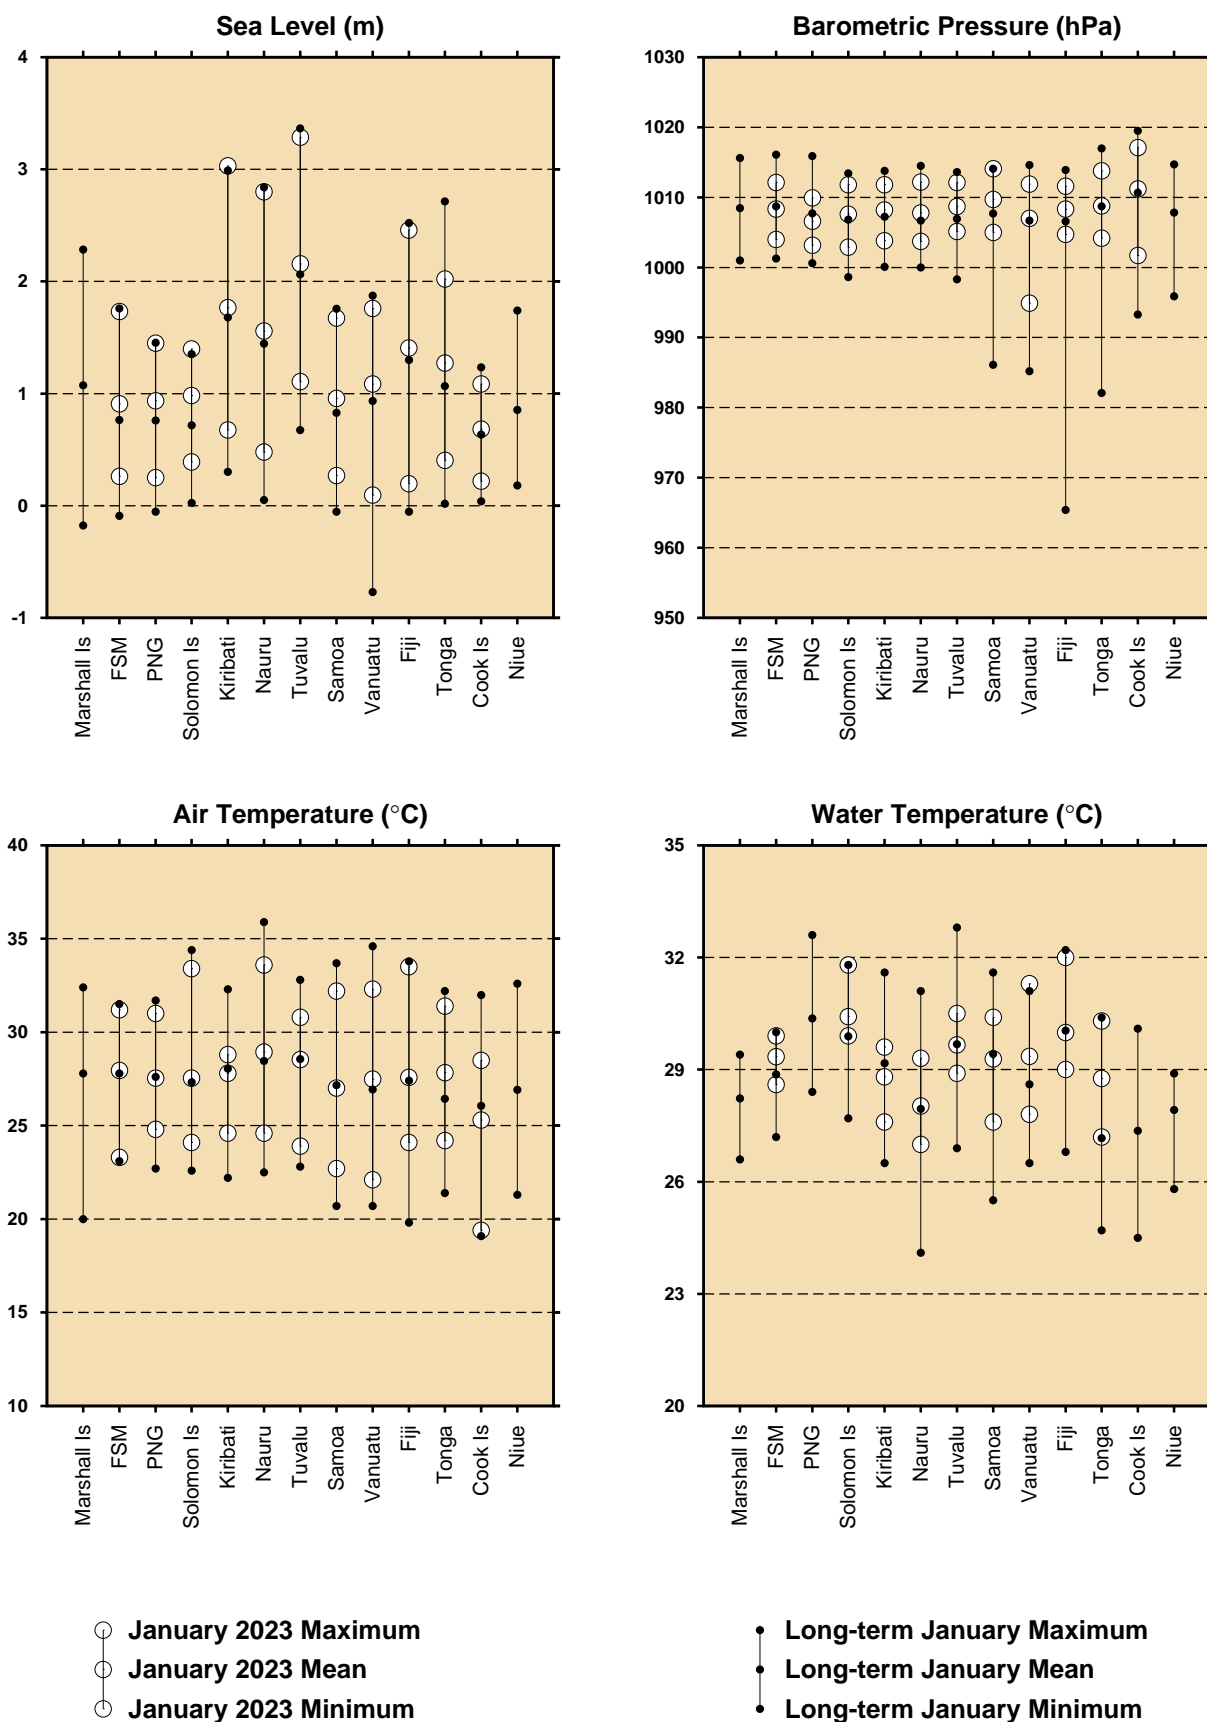 Sea Level (m)
4
3
2
1
0
-1
Marshall Is
FSM
PNG
Solomon Is
Kiribati
Nauru
Tuvalu
Samoa
Vanuatu
Fiji
Tonga
Cook Is
Niue
Barometric Pressure (hPa)
1030
1020
1010
1000
990
980
970
960
950
Marshall Is
FSM
PNG
Solomon Is
Kiribati
Nauru
Tuvalu
Samoa
Vanuatu
Fiji
Tonga
Cook Is
Niue
Air Temperature (°C)
40
35
30
25
20
15
10
Marshall Is
FSM
PNG
Solomon Is
Kiribati
Nauru
Tuvalu
Samoa
Vanuatu
Fiji
Tonga
Cook Is
Niue
Water Temperature (°C)
35
32
29
26
23
20
Marshall Is
FSM
PNG
Solomon Is
Kiribati
Nauru
Tuvalu
Samoa
Vanuatu
Fiji
Tonga
Cook Is
Niue
January 2023 Maximum
January 2023 Mean
January 2023 Minimum
Long-term January Maximum
Long-term January Mean
Long-term January Minimum